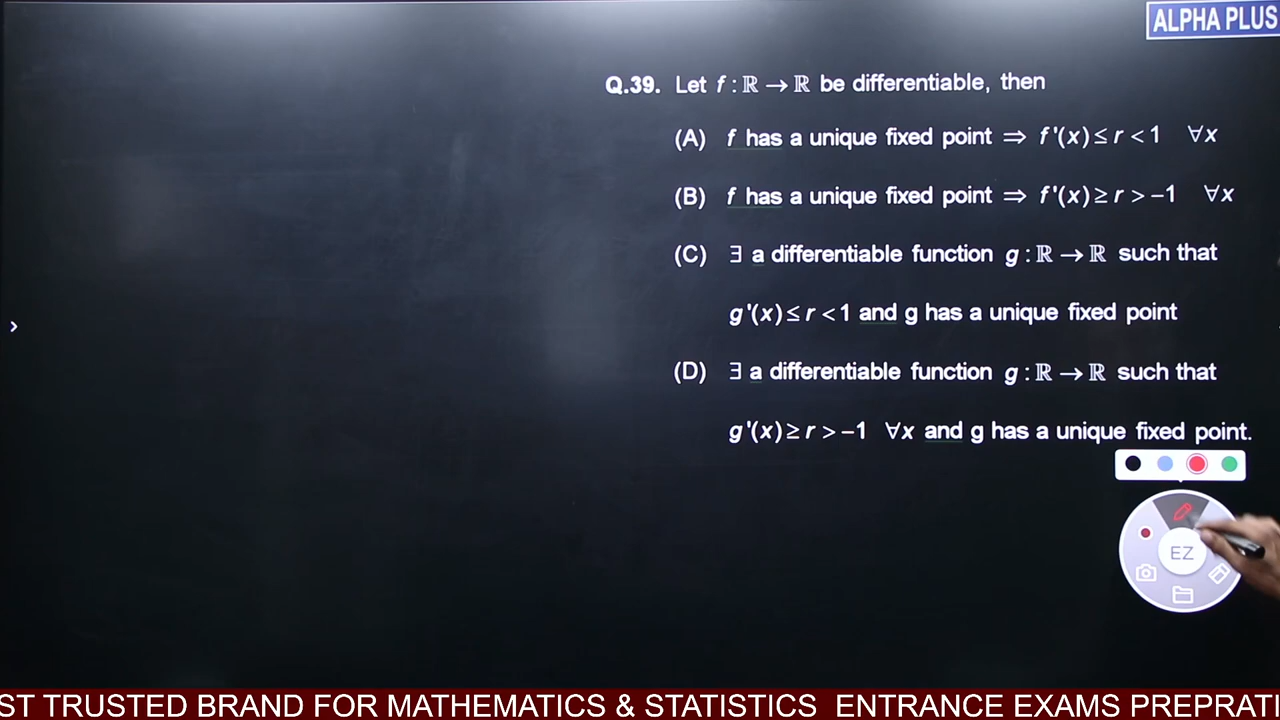 ALPHA PLUS
Q.39. Let f : ℝ → ℝ be differentiable, then
(A) f has a unique fixed point ⇒ f'(x) ≤ r < 1 ∀x
(B) f has a unique fixed point ⇒ f'(x) ≥ r > −1 ∀x
(C) ∃ a differentiable function g : ℝ → ℝ such that
g'(x) ≤ r < 1 and g has a unique fixed point
(D) ∃ a differentiable function g : ℝ → ℝ such that
g'(x) ≥ r > −1 ∀x and g has a unique fixed point.
EZ
ST TRUSTED BRAND FOR MATHEMATICS & STATISTICS ENTRANCE EXAMS PREPRATI